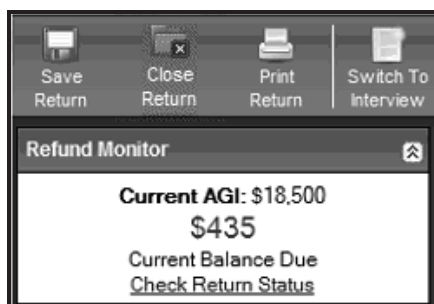 Save Return
Close Return
Print Return
Switch To Interview
Refund Monitor
Current AGI: $18,500
$435
Current Balance Due
Check Return Status